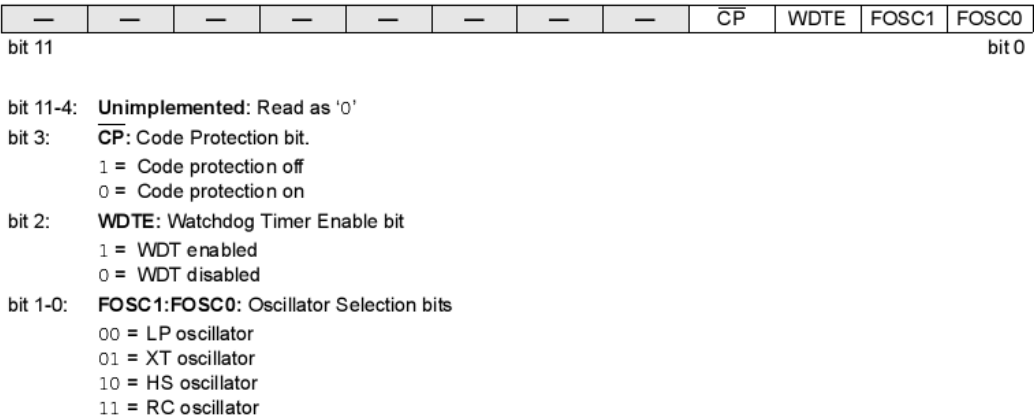 — — — — — — — — CP WDTE FOSC1 FOSC0
bit 11 bit 0
bit 11-4: Unimplemented: Read as ‘0’
bit 3: CP: Code Protection bit.
1 = Code protection off
0 = Code protection on
bit 2: WDTE: Watchdog Timer Enable bit
1 = WDT enabled
0 = WDT disabled
bit 1-0: FOSC1:FOSC0: Oscillator Selection bits
00 = LP oscillator
01 = XT oscillator
10 = HS oscillator
11 = RC oscillator